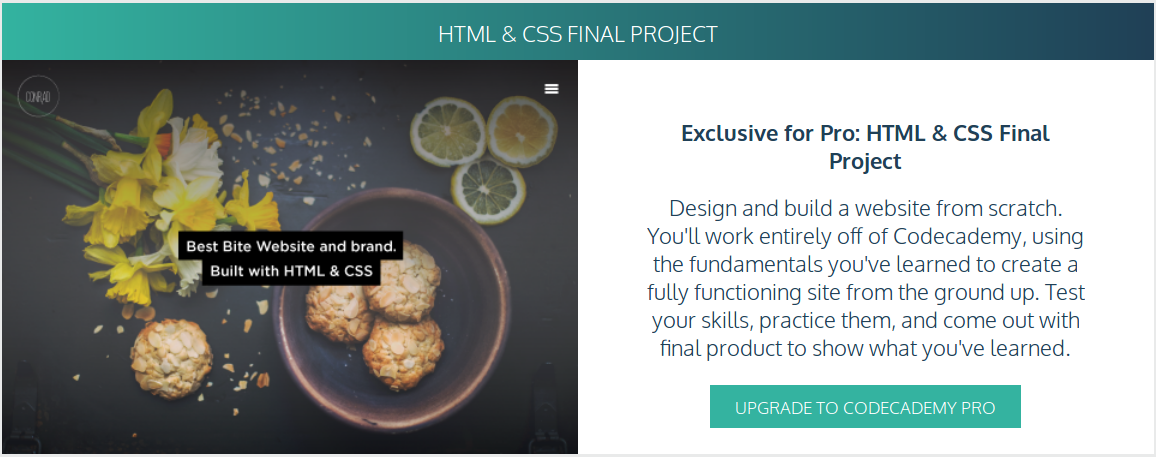 HTML & CSS FINAL PROJECT
CONRAD
Best Bite Website and brand.
Built with HTML & CSS
Exclusive for Pro: HTML & CSS Final
Project
Design and build a website from scratch.
You'll work entirely off of Codecademy, using
the fundamentals you've learned to create a
fully functioning site from the ground up. Test
your skills, practice them, and come out with
final product to show what you've learned.
UPGRADE TO CODECADEMY PRO